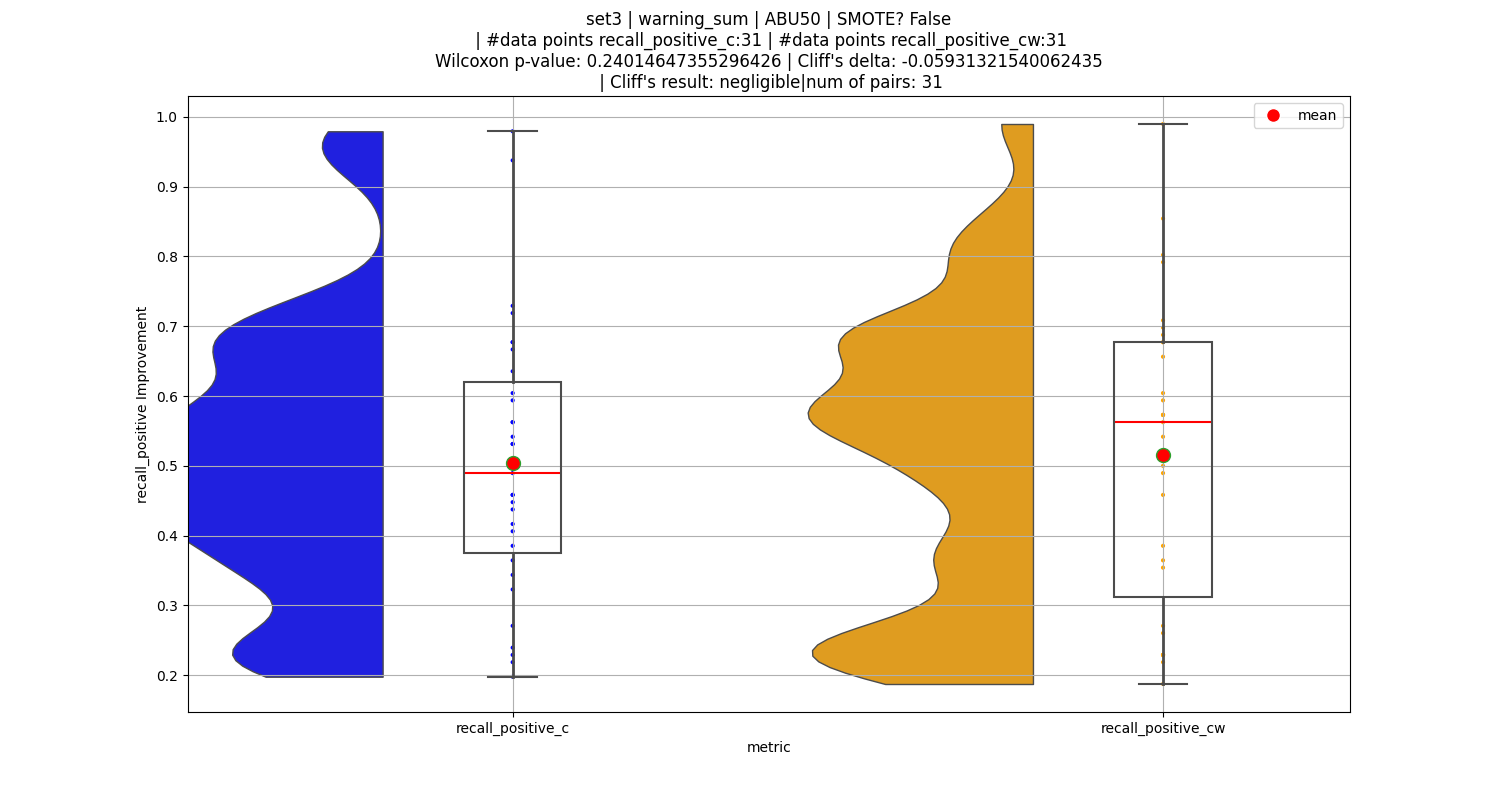 set3 | warning_sum | ABU50 | SMOTE? False
| #data points recall_positive_c:31 | #data points recall_positive_cw:31
Wilcoxon p-value: 0.24014647355296426 | Cliff's delta: -0.05931321540062435
| Cliff's result: negligible|num of pairs: 31
mean
1.0
0.9
0.8
0.7
0.6
0.5
0.4
0.3
0.2
recall_positive Improvement
recall_positive_c
recall_positive_cw
metric